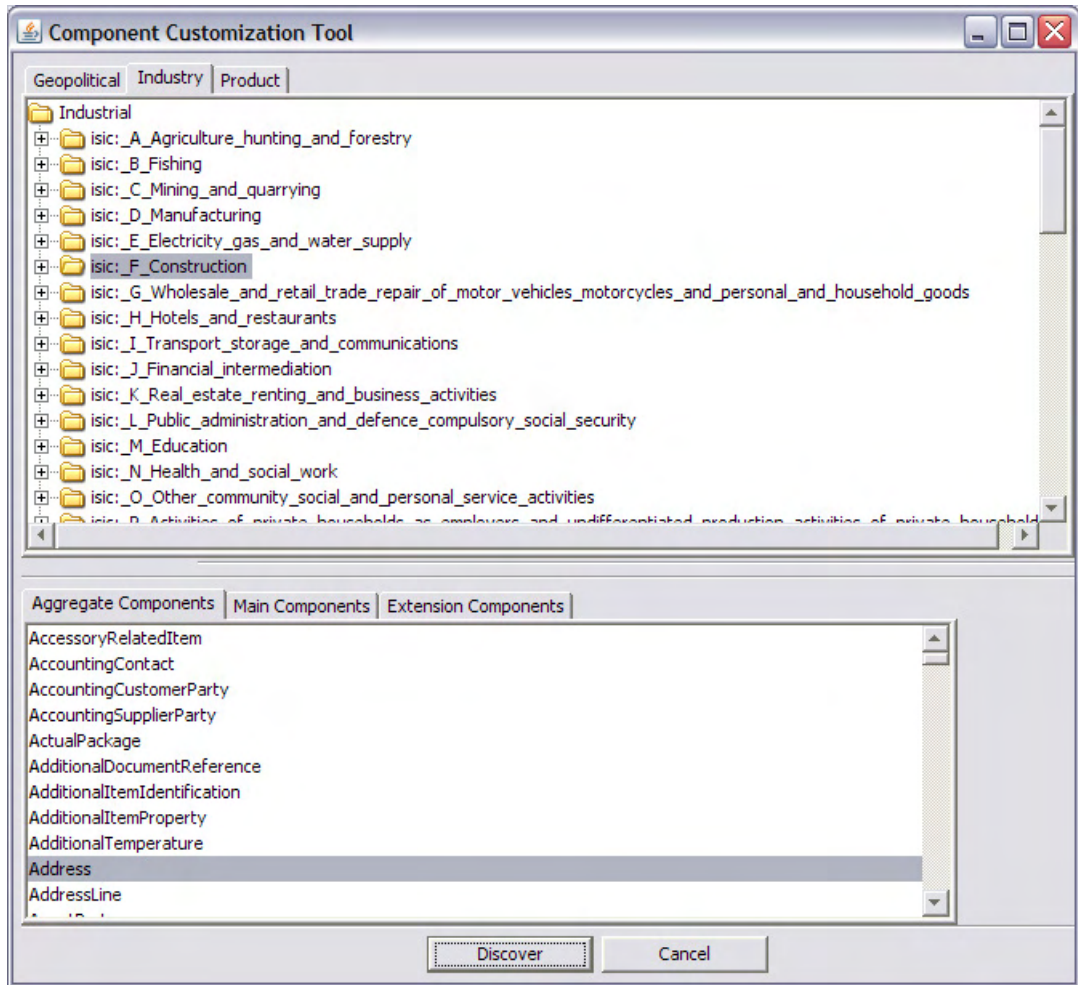 Component Customization Tool
Geopolitical Industry Product
Industrial
isic:_A_Agriculture_hunting_and_forestry
isic:_B_Fishing
isic:_C_Mining_and_quarrying
isic:_D_Manufacturing
isic:_E_Electricity_gas_and_water_supply
isic:_F_Construction
isic:_G_Wholesale_and_retail_trade_repair_of_motor_vehicles_motorcycles_and_personal_and_household_goods
isic:_H_Hotels_and_restaurants
isic:_I_Transport_storage_and_communications
isic:_J_Financial_intermediation
isic:_K_Real_estate_renting_and_business_activities
isic:_L_Public_administration_and_defence_compulsory_social_security
isic:_M_Education
isic:_N_Health_and_social_work
isic:_O_Other_community_social_and_personal_service_activities
isic:_P_Activities_of_private_households_as_employers_and_undifferentiated_production_activities_of_private_household
Aggregate Components Main Components Extension Components
AccessoryRelatedItem
AccountingContact
AccountingCustomerParty
AccountingSupplierParty
ActualPackage
AdditionalDocumentReference
AdditionalItemIdentification
AdditionalItemProperty
AdditionalTemperature
Address
AddressLine
Discover Cancel